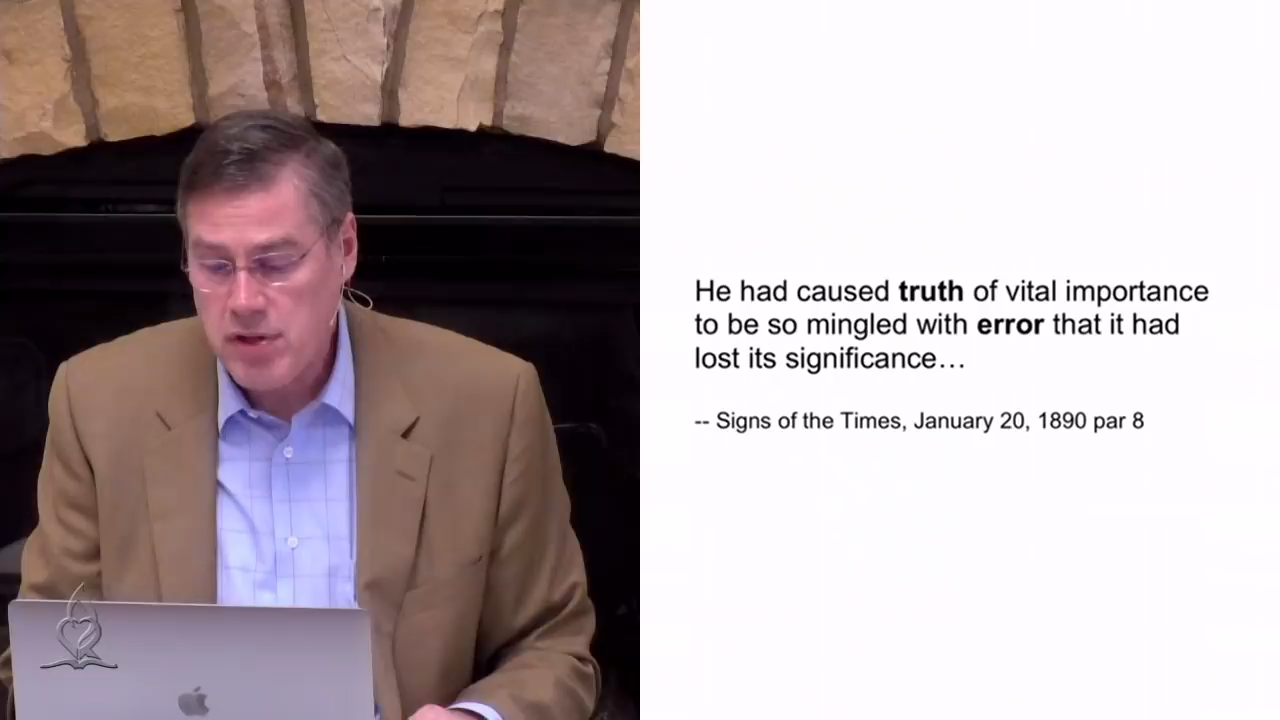 He had caused truth of vital importance
to be so mingled with error that it had
lost its significance…
-- Signs of the Times, January 20, 1890 par 8